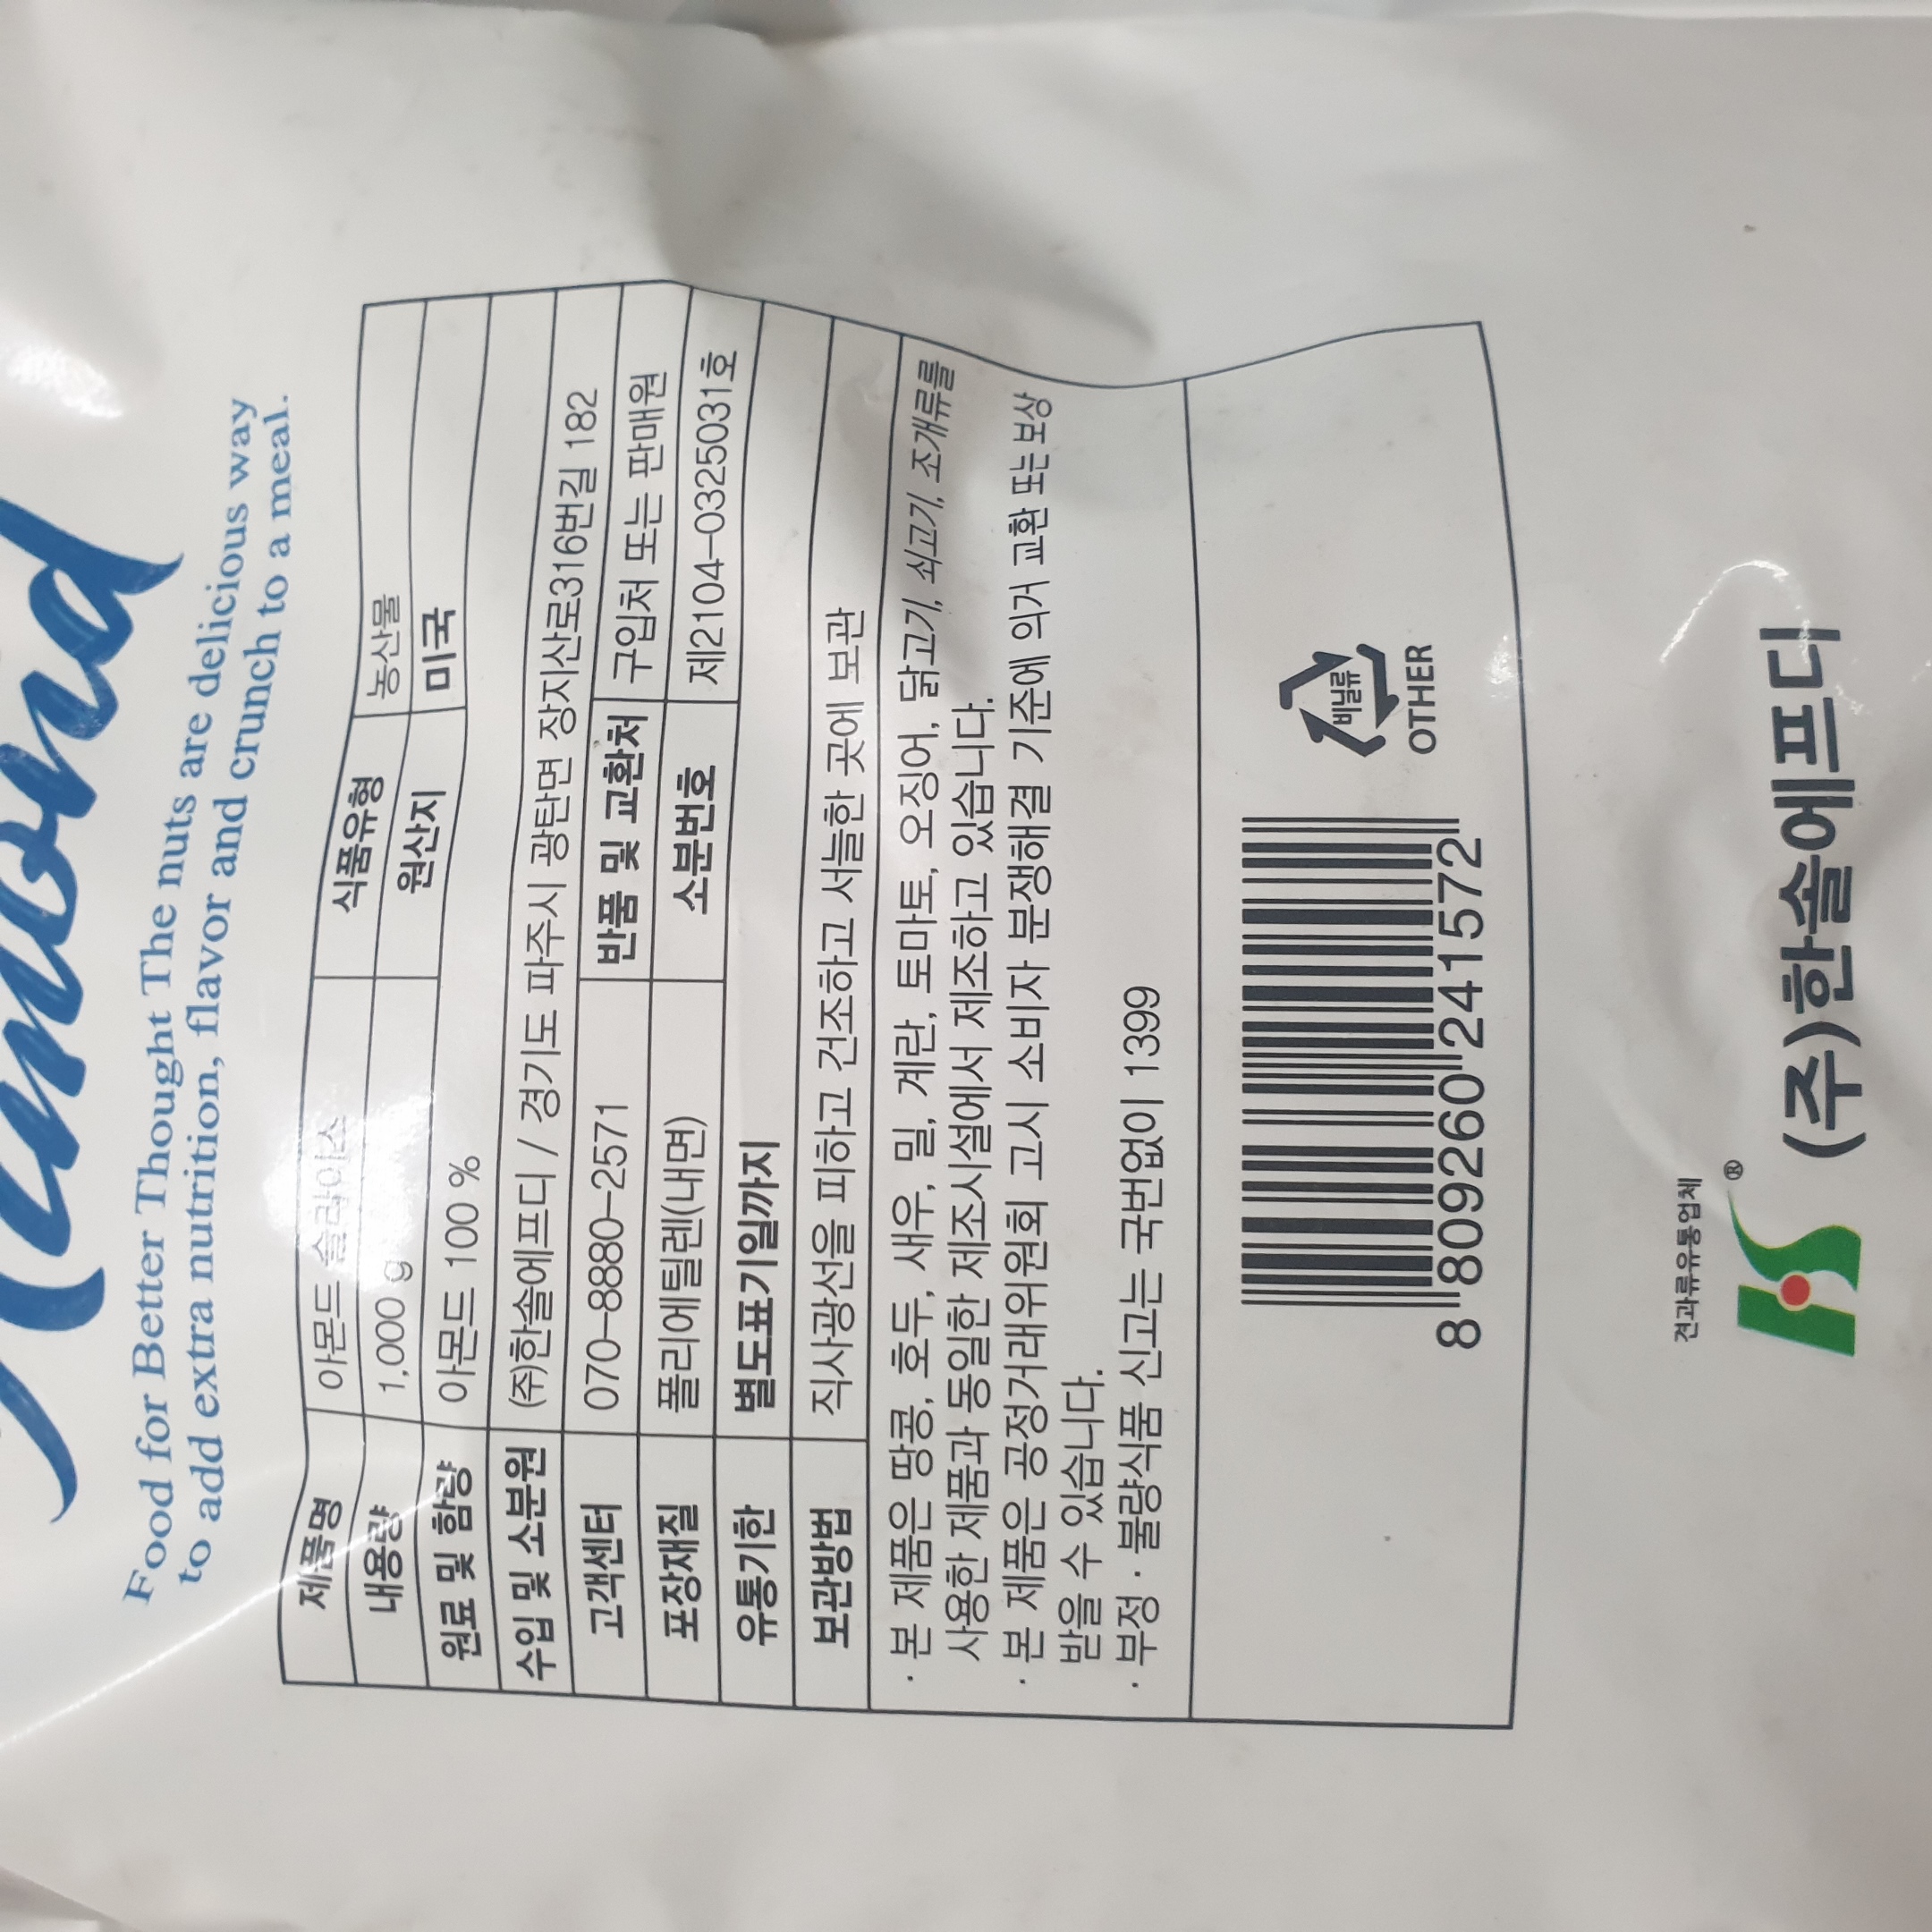 Almond
Food for Better Thought The nuts are delicious way
to add extra nutrition, flavor and crunch to a meal.
제품명 아몬드 슬라이스 식품유형 농산물
내용량 1,000 g 원산지 미국
원료 및 함량 아몬드 100 %
수입 및 소분원 (주)한솔에프디 / 경기도 파주시 광탄면 장지산로316번길 182
고객센터 070-8880-2571 반품 및 교환처 구입처 또는 판매원
포장재질 폴리에틸렌(내면) 소분번호 제2104-0325031호
유통기한 별도표기일까지
보관방법 직사광선을 피하고 건조하고 서늘한 곳에 보관
· 본 제품은 땅콩, 호두, 새우, 밀, 계란, 토마토, 오징어, 닭고기, 쇠고기, 조개류를
사용한 제품과 동일한 제조시설에서 제조하고 있습니다.
· 본 제품은 공정거래위원회 고시 소비자 분쟁해결 기준에 의거 교환 또는 보상
받을 수 있습니다.
· 부정 · 불량식품 신고는 국번없이 1399
8 809260 241572
비닐류
OTHER
견과류유통업체
® (주)한솔에프디